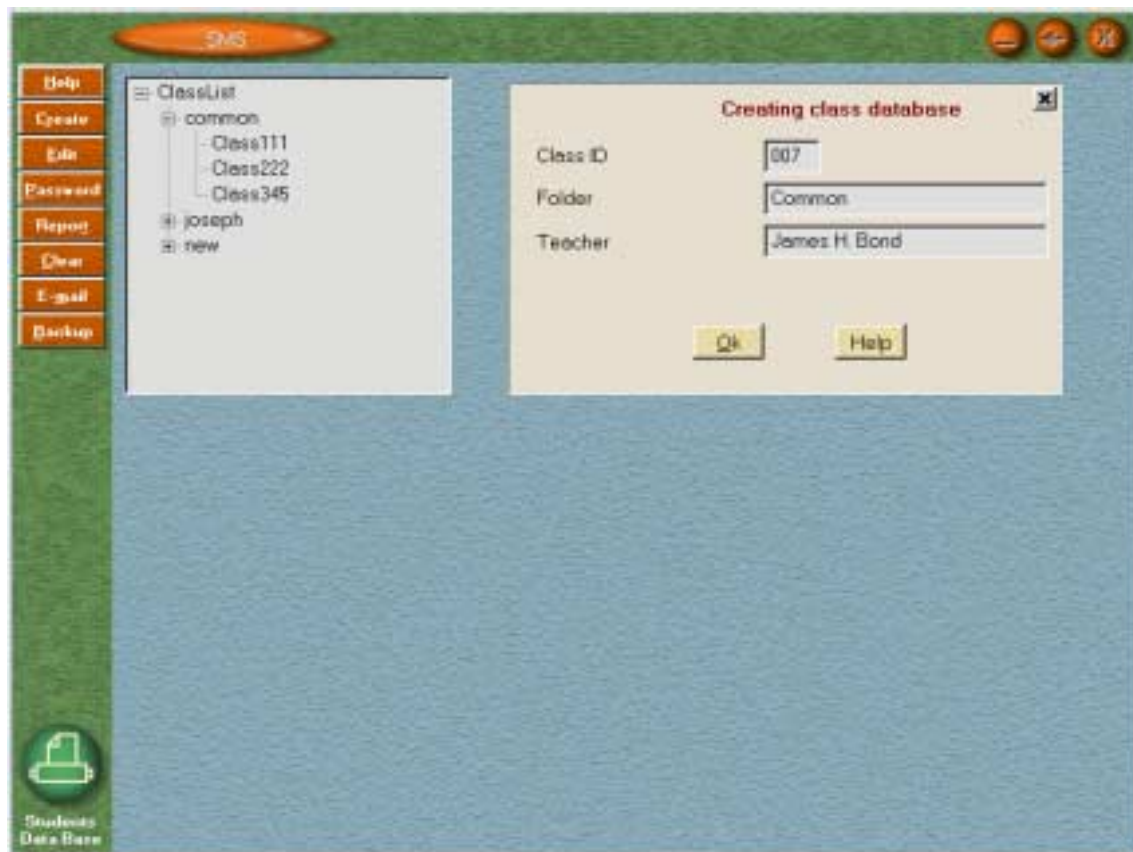 SMS
Help
Create
Edit
Password
Report
Clear
E-mail
Backup
ClassList
common
Class111
Class222
Class345
joseph
new
Creating class database
Class ID 007
Folder Common
Teacher James H. Bond
Ok Help
Students
Data Base